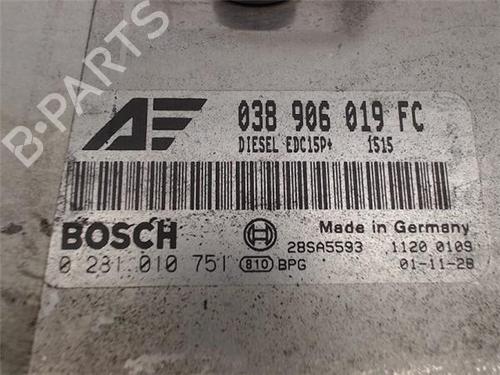 B-PARTS
AF 038 906 019 FC
DIESEL EDC15P+ 1515
BOSCH Made in Germany
28SA5593 1120 0109
0 281 010 751 810 BPG 01-11-28